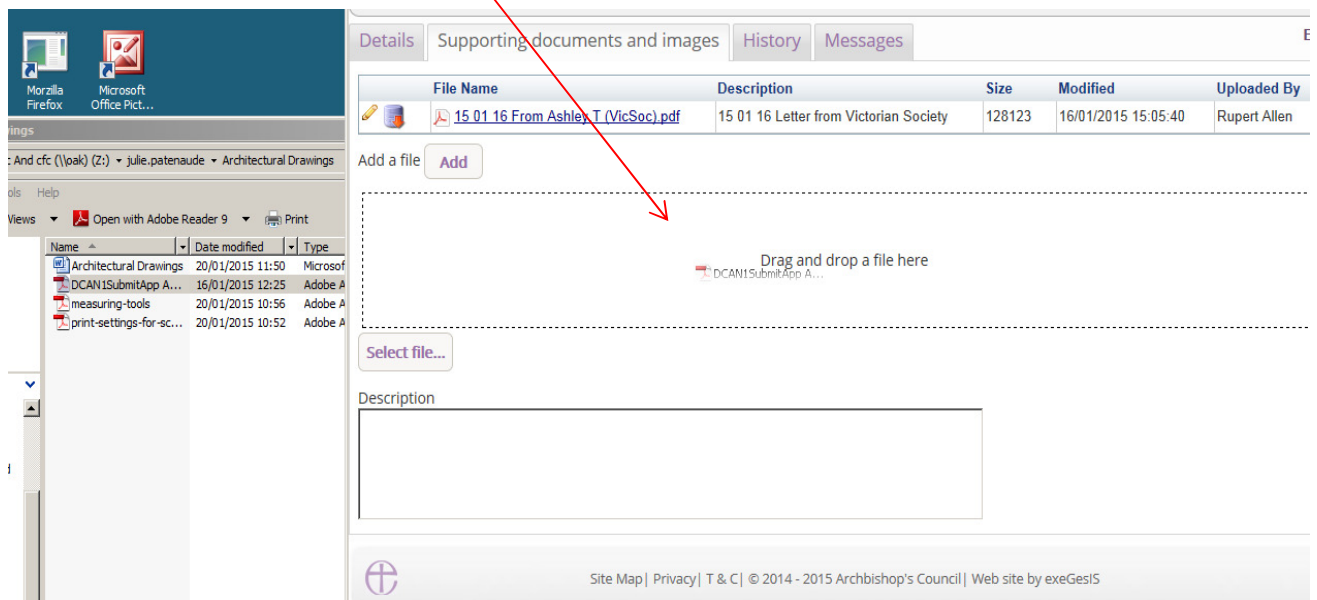 Morzilla
Firefox
Microsoft
Office Pict...
And cfc (\\oak) (Z:) julie.patenaude Architectural Drawings
Help
Views Open with Adobe Reader 9 Print
Name Date modified Type
Architectural Drawings 20/01/2015 11:50 Microsof
DCAN1SubmitApp A... 16/01/2015 12:25 Adobe A
measuring-tools 20/01/2015 10:56 Adobe A
print-settings-for-sc... 20/01/2015 10:52 Adobe A
Details Supporting documents and images History Messages E
File Name Description Size Modified Uploaded By
15 01 16 From Ashley T (VicSoc).pdf 15 01 16 Letter from Victorian Society 128123 16/01/2015 15:05:40 Rupert Allen
Add a file Add
Drag and drop a file here
DCAN1SubmitApp A...
Select file...
Description
Site Map| Privacy| T & C| © 2014 - 2015 Archbishop's Council| Web site by exeGesIS